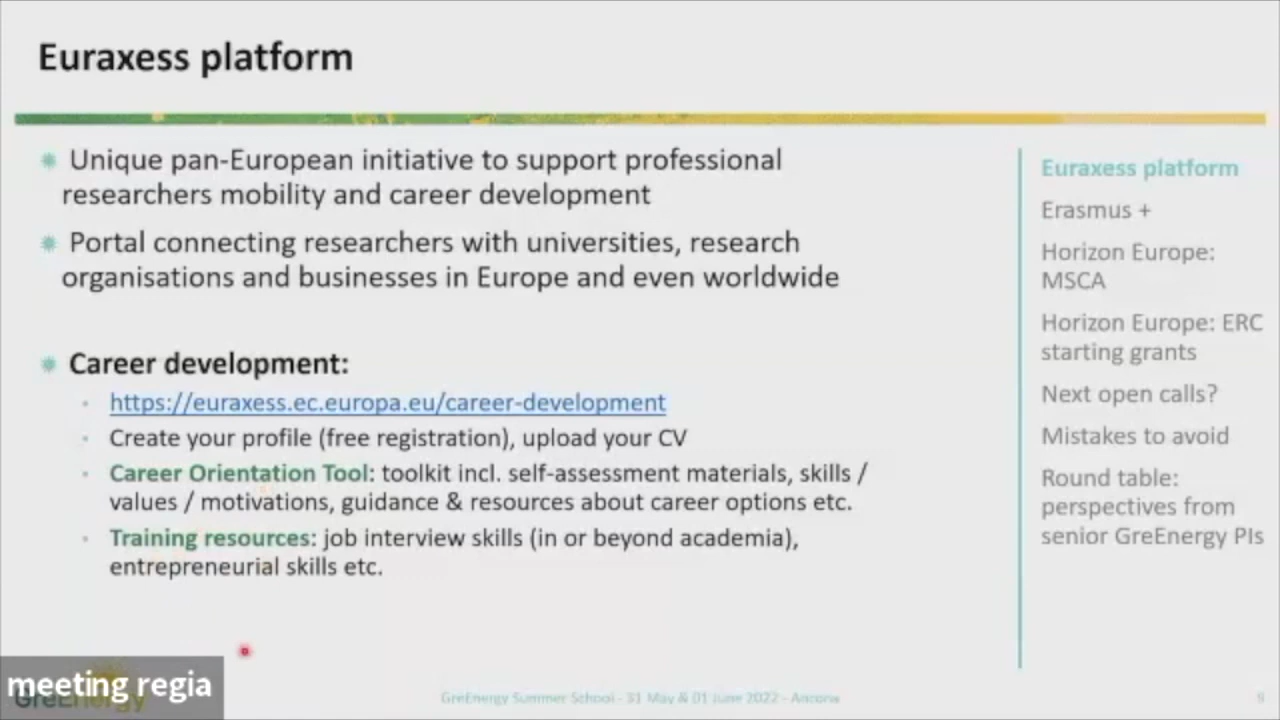 Euraxess platform
Unique pan-European initiative to support professional
researchers mobility and career development
Portal connecting researchers with universities, research
organisations and businesses in Europe and even worldwide
Career development:
https://euraxess.ec.europa.eu/career-development
Create your profile (free registration), upload your CV
Career Orientation Tool: toolkit incl. self-assessment materials, skills /
values / motivations, guidance & resources about career options etc.
Training resources: job interview skills (in or beyond academia),
entrepreneurial skills etc.
Euraxess platform
Erasmus +
Horizon Europe:
MSCA
Horizon Europe: ERC
starting grants
Next open calls?
Mistakes to avoid
Round table:
perspectives from
senior GreEnergy PIs
meeting regia
GreEnergy
GreEnergy Summer School - 31 May & 01 June 2022 - Ancona